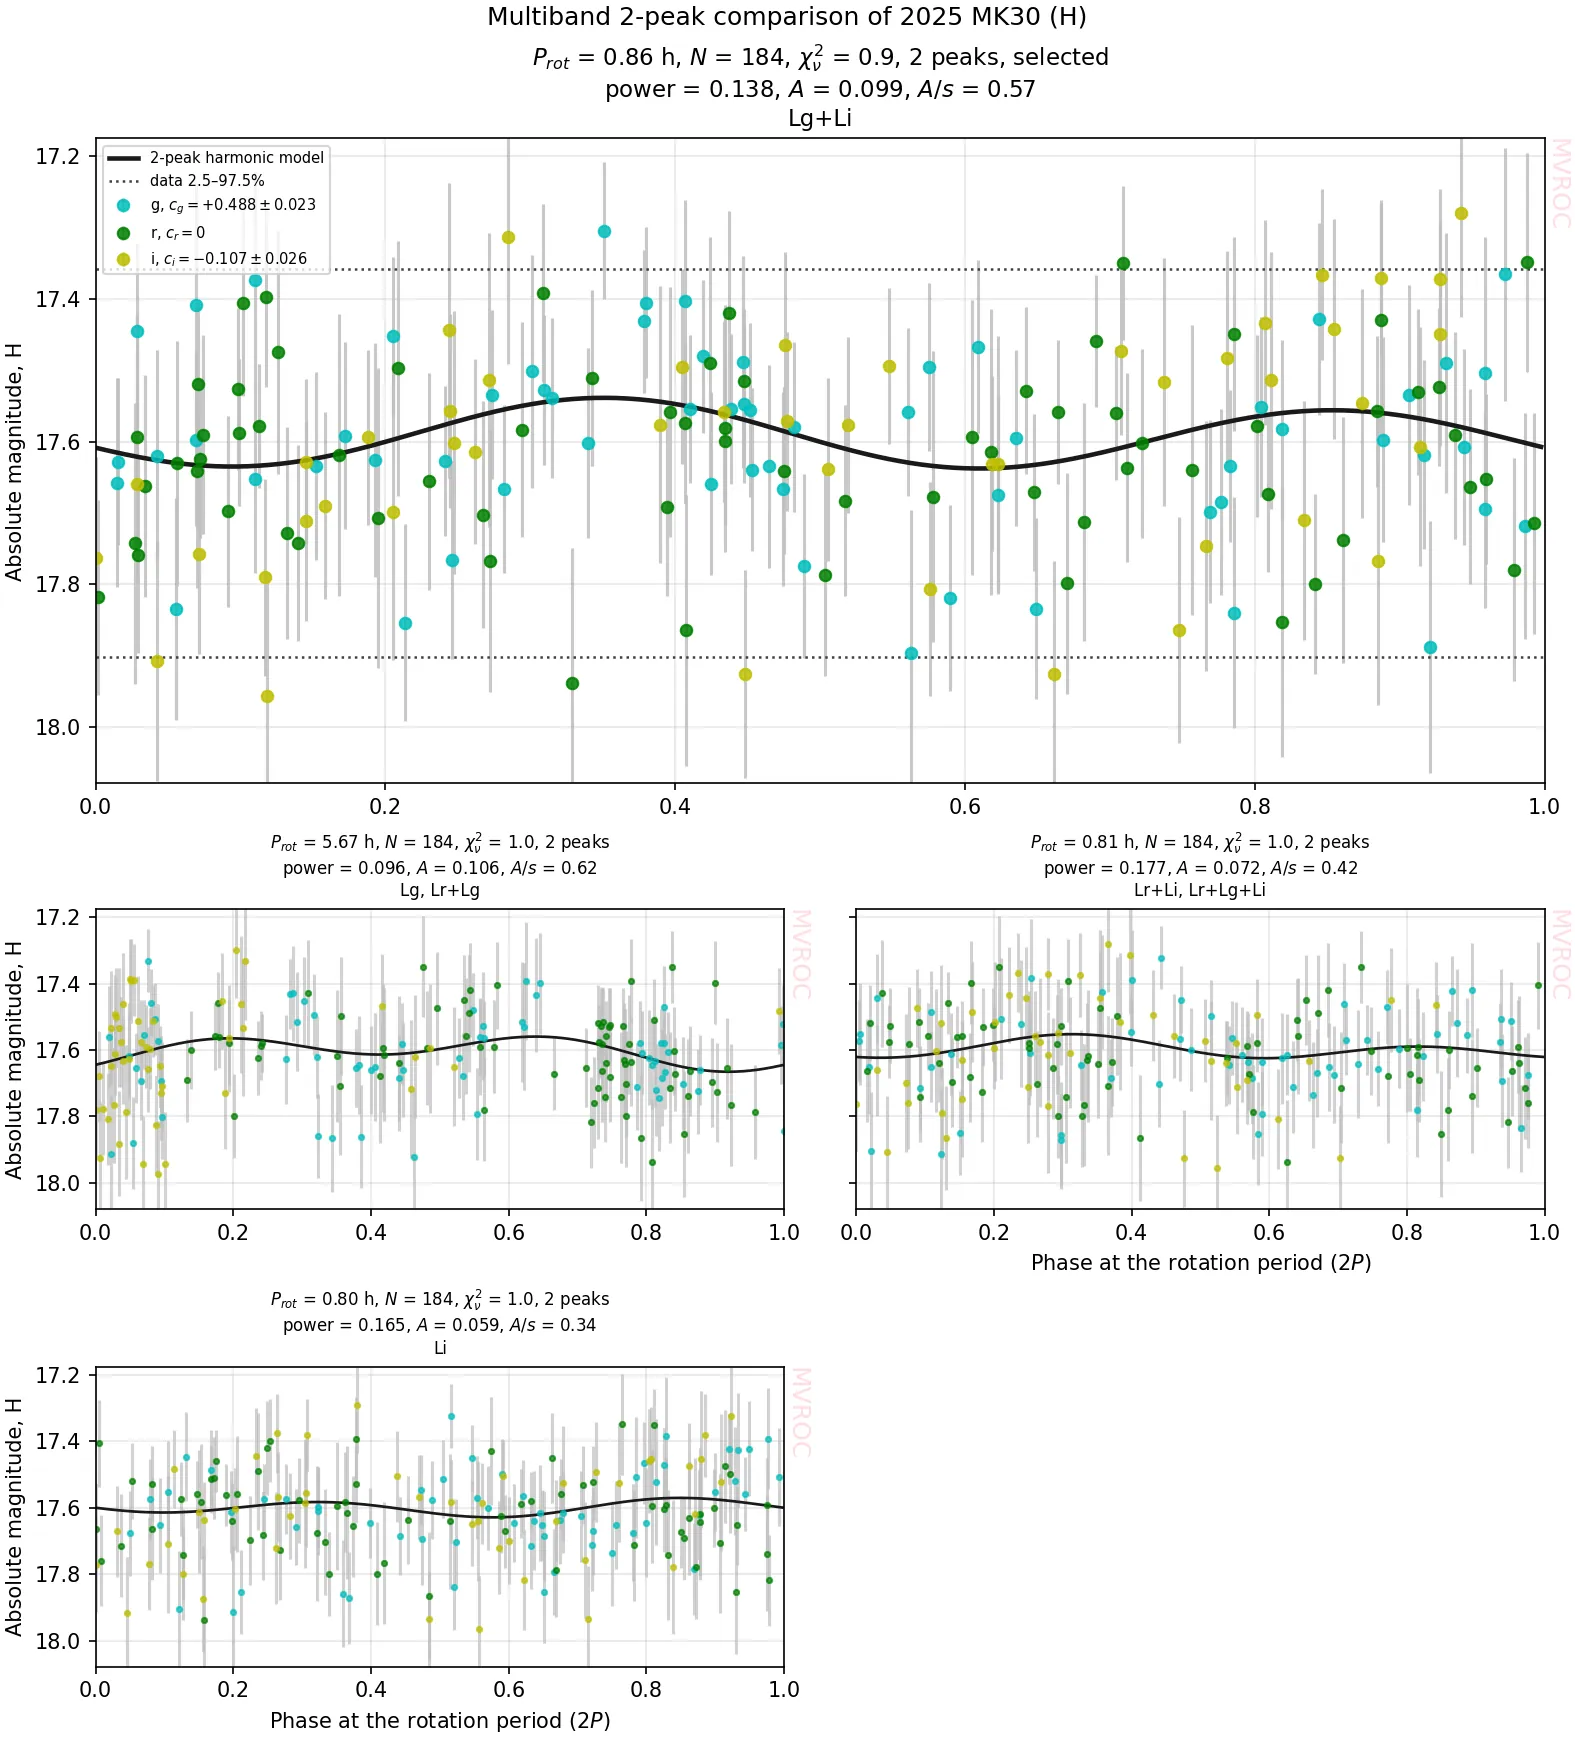 Multiband 2-peak comparison of 2025 MK30 (H)
P_rot = 0.86 h, N = 184, χ²_ν = 0.9, 2 peaks, selected
power = 0.138, A = 0.099, A/s = 0.57
Lg+Li
2-peak harmonic model
data 2.5–97.5%
g, c_g = +0.488 ± 0.023
r, c_r = 0
i, c_i = −0.107 ± 0.026
MVROC
Absolute magnitude, H
17.2
17.4
17.6
17.8
18.0
0.0 0.2 0.4 0.6 0.8 1.0
P_rot = 5.67 h, N = 184, χ²_ν = 1.0, 2 peaks
power = 0.096, A = 0.106, A/s = 0.62
Lg, Lr+Lg
MVROC
Absolute magnitude, H
17.2
17.4
17.6
17.8
18.0
0.0 0.2 0.4 0.6 0.8 1.0
P_rot = 0.81 h, N = 184, χ²_ν = 1.0, 2 peaks
power = 0.177, A = 0.072, A/s = 0.42
Lr+Li, Lr+Lg+Li
MVROC
0.0 0.2 0.4 0.6 0.8 1.0
Phase at the rotation period (2P)
P_rot = 0.80 h, N = 184, χ²_ν = 1.0, 2 peaks
power = 0.165, A = 0.059, A/s = 0.34
Li
MVROC
Absolute magnitude, H
17.2
17.4
17.6
17.8
18.0
0.0 0.2 0.4 0.6 0.8 1.0
Phase at the rotation period (2P)